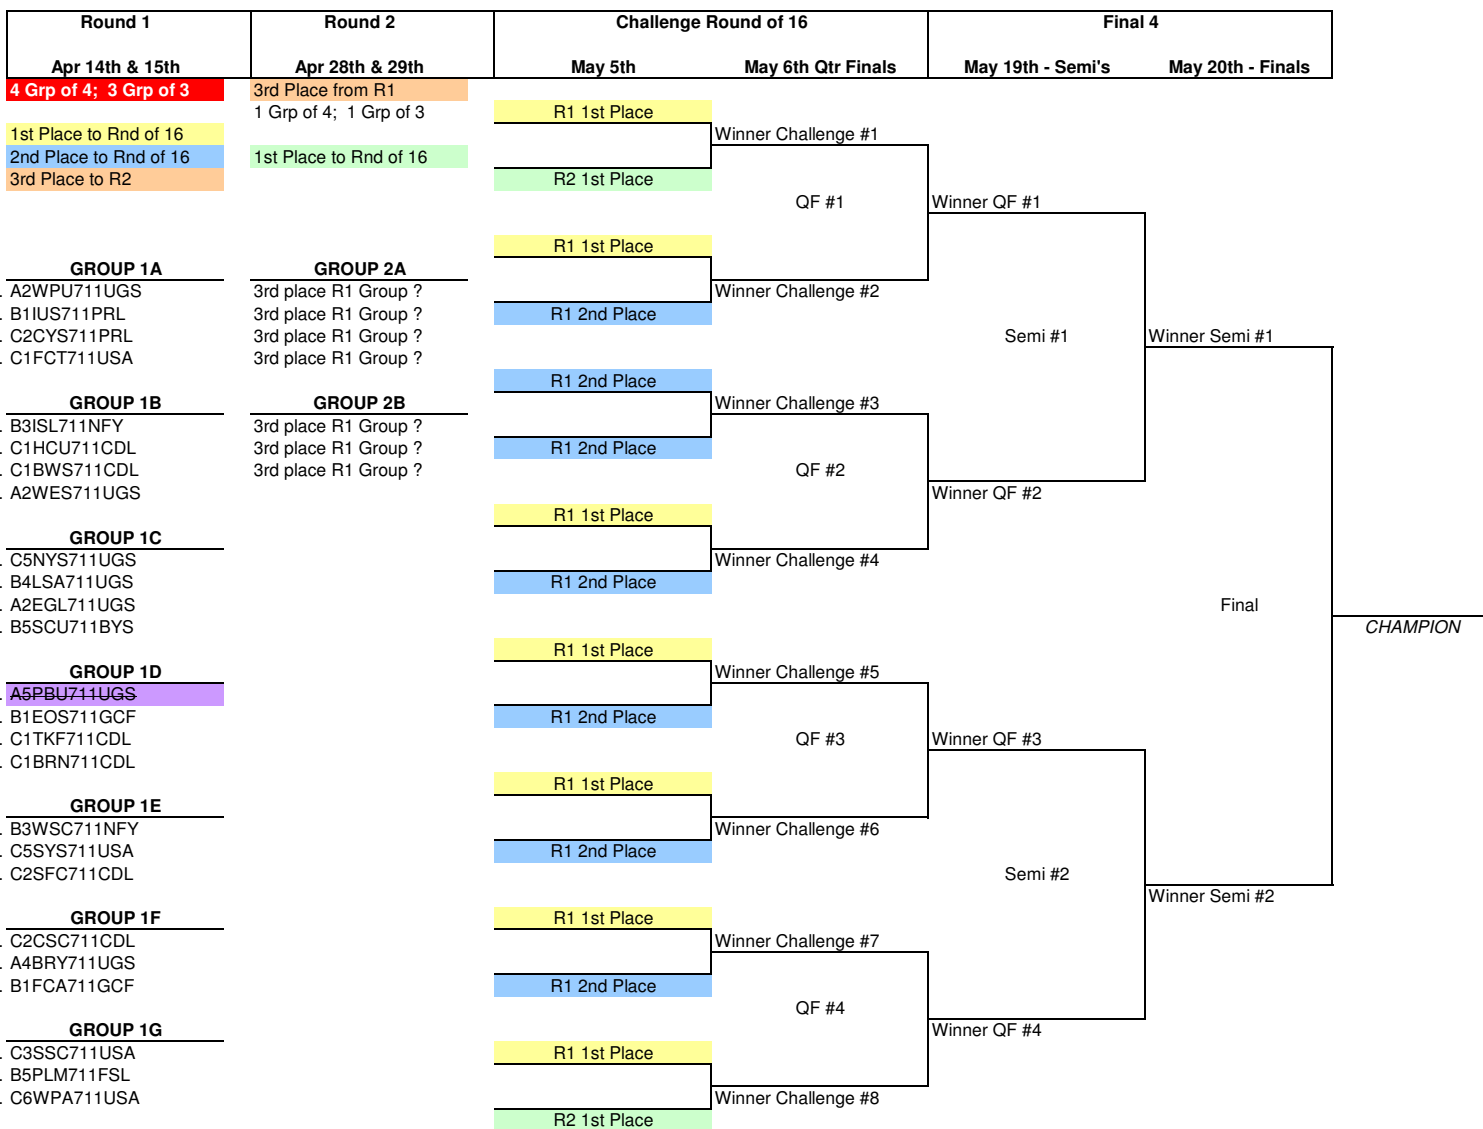 Round 1
Round 2
Challenge Round of 16
Final 4
Apr 14th & 15th
Apr 28th & 29th
May 5th
May 6th Qtr Finals
May 19th - Semi's
May 20th - Finals
4 Grp of 4;  3 Grp of 3
1st Place to Rnd of 16
2nd Place to Rnd of 16
3rd Place to R2
3rd Place from R1
1 Grp of 4;  1 Grp of 3
1st Place to Rnd of 16
GROUP 1A
. A2WPU711UGS
. B1IUS711PRL
. C2CYS711PRL
. C1FCT711USA
GROUP 1B
. B3ISL711NFY
. C1HCU711CDL
. C1BWS711CDL
. A2WES711UGS
GROUP 1C
. C5NYS711UGS
. B4LSA711UGS
. A2EGL711UGS
. B5SCU711BYS
GROUP 1D
. A5PBU711UGS
. B1EOS711GCF
. C1TKF711CDL
. C1BRN711CDL
GROUP 1E
. B3WSC711NFY
. C5SYS711USA
. C2SFC711CDL
GROUP 1F
. C2CSC711CDL
. A4BRY711UGS
. B1FCA711GCF
GROUP 1G
. C3SSC711USA
. B5PLM711FSL
. C6WPA711USA
GROUP 2A
3rd place R1 Group ?
3rd place R1 Group ?
3rd place R1 Group ?
3rd place R1 Group ?
GROUP 2B
3rd place R1 Group ?
3rd place R1 Group ?
3rd place R1 Group ?
R1 1st Place
R2 1st Place
R1 1st Place
R1 2nd Place
R1 2nd Place
R1 2nd Place
R1 1st Place
R1 2nd Place
R1 1st Place
R1 2nd Place
R1 1st Place
R1 2nd Place
R1 1st Place
R1 2nd Place
R1 1st Place
R2 1st Place
Winner Challenge #1
QF #1
Winner Challenge #2
Winner Challenge #3
QF #2
Winner Challenge #4
Winner Challenge #5
QF #3
Winner Challenge #6
Winner Challenge #7
QF #4
Winner Challenge #8
Winner QF #1
Semi #1
Winner QF #2
Winner QF #3
Semi #2
Winner QF #4
Winner Semi #1
Final
Winner Semi #2
CHAMPION